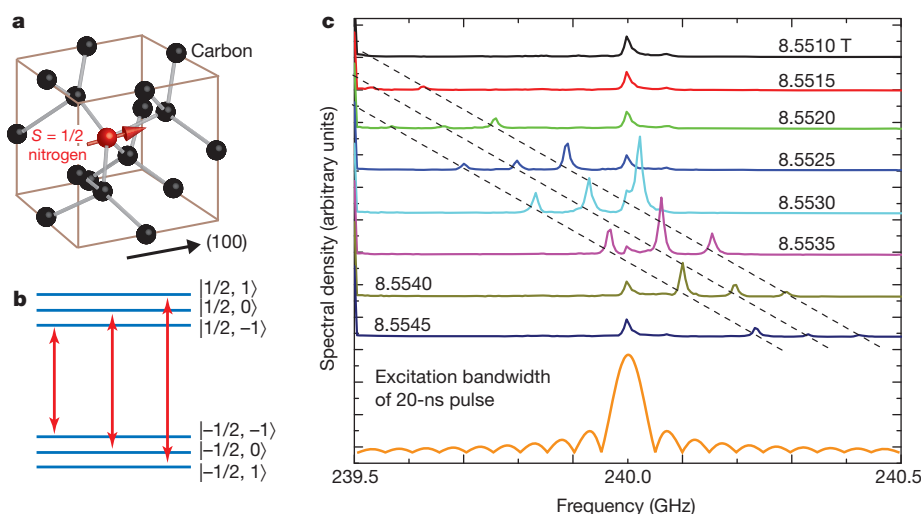 a
Carbon
S = 1/2,
nitrogen
(100)
b
|1/2, 1⟩
|1/2, 0⟩
|1/2, −1⟩
|−1/2, −1⟩
|−1/2, 0⟩
|−1/2, 1⟩
c
Spectral density (arbitrary units)
8.5510 T
8.5515
8.5520
8.5525
8.5530
8.5535
8.5540
8.5545
Excitation bandwidth
of 20-ns pulse
239.5
240.0
240.5
Frequency (GHz)